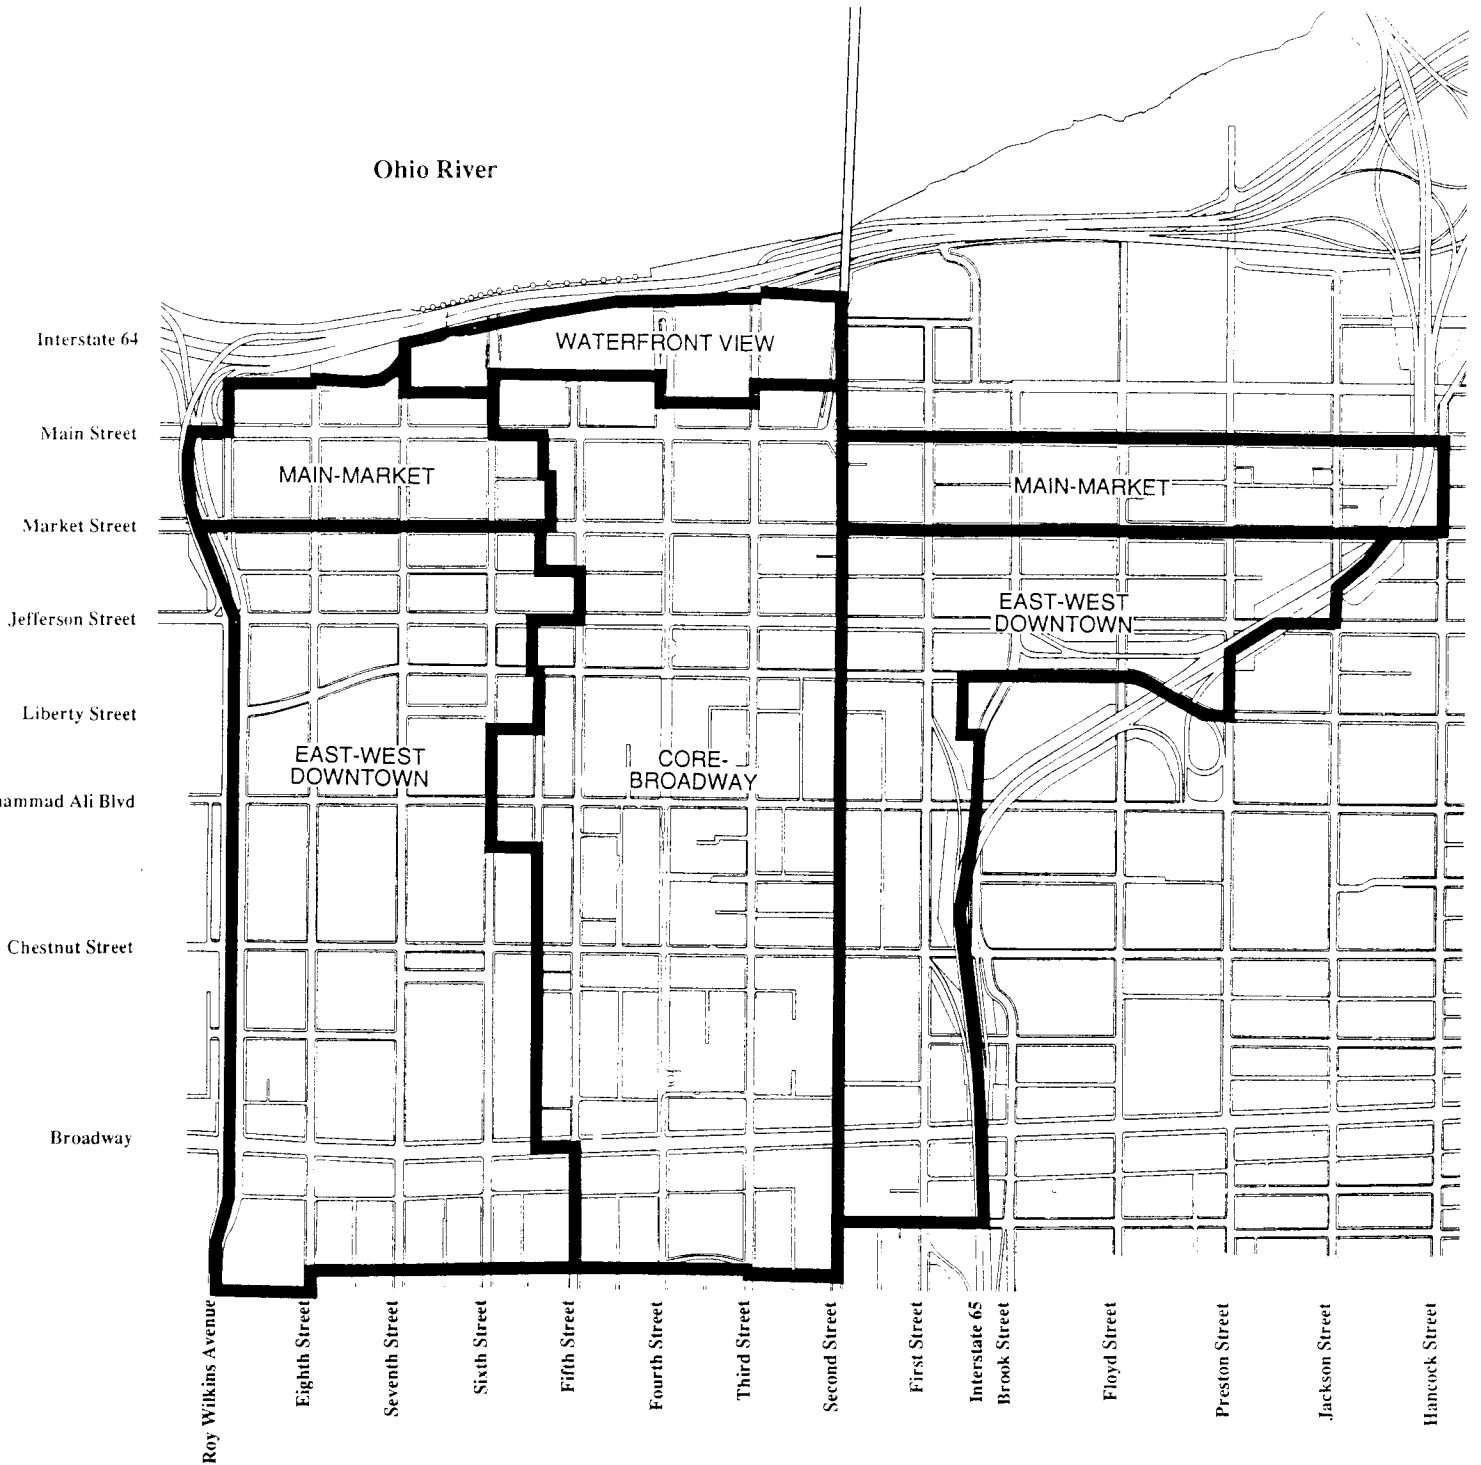 Ohio River
Interstate 64
WATERFRONT VIEW
Main Street
MAIN-MARKET
MAIN-MARKET
Market Street
EAST-WEST
DOWNTOWN
Jefferson Street
Liberty Street
EAST-WEST
DOWNTOWN
CORE-
BROADWAY
ammad Ali Blvd
Chestnut Street
Broadway
Roy Wilkins Avenue
Eighth Street
Seventh Street
Sixth Street
Fifth Street
Fourth Street
Third Street
Second Street
First Street
Interstate 65
Brook Street
Floyd Street
Preston Street
Jackson Street
Hancock Street